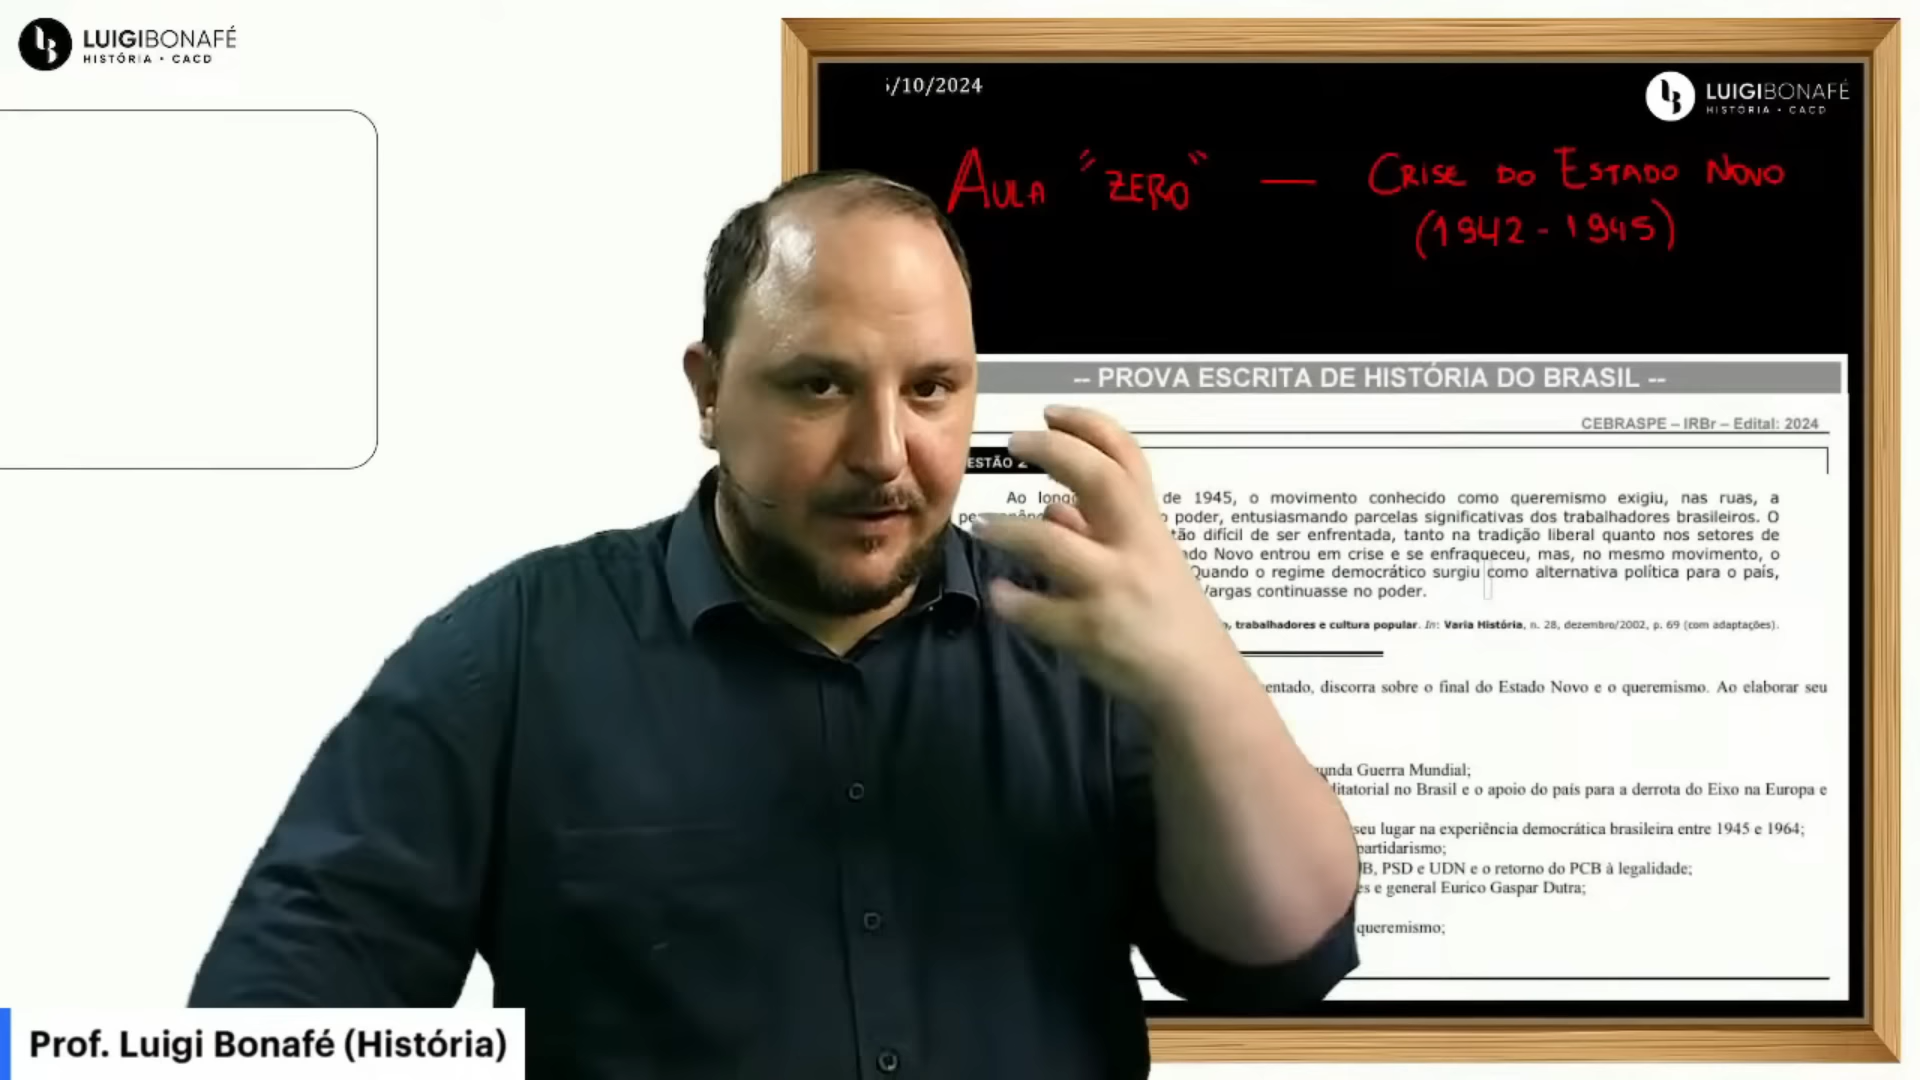 LUIGIBONAFÉ
HISTÓRIA • CACD
/10/2024
LUIGIBONAFÉ
HISTÓRIA • CACD
AULA "ZERO" — CRISE DO ESTADO NOVO
(1942-1945)
-- PROVA ESCRITA DE HISTÓRIA DO BRASIL --
CEBRASPE – IRBr – Edital: 2024
ESTÃO 2
Ao long de 1945, o movimento conhecido como queremismo exigiu, nas ruas, a
poder, entusiasmando parcelas significativas dos trabalhadores brasileiros. O
tão difícil de ser enfrentada, tanto na tradição liberal quanto nos setores de
ado Novo entrou em crise e se enfraqueceu, mas, no mesmo movimento, o
Quando o regime democrático surgiu como alternativa política para o país,
Vargas continuasse no poder.
, trabalhadores e cultura popular. In: Varia História, n. 28, dezembro/2002, p. 69 (com adaptações).
entado, discorra sobre o final do Estado Novo e o queremismo. Ao elaborar seu
unda Guerra Mundial;
ditatorial no Brasil e o apoio do país para a derrota do Eixo na Europa e
seu lugar na experiência democrática brasileira entre 1945 e 1964;
partidarismo;
B, PSD e UDN e o retorno do PCB à legalidade;
es e general Eurico Gaspar Dutra;
queremismo;
Prof. Luigi Bonafé (História)